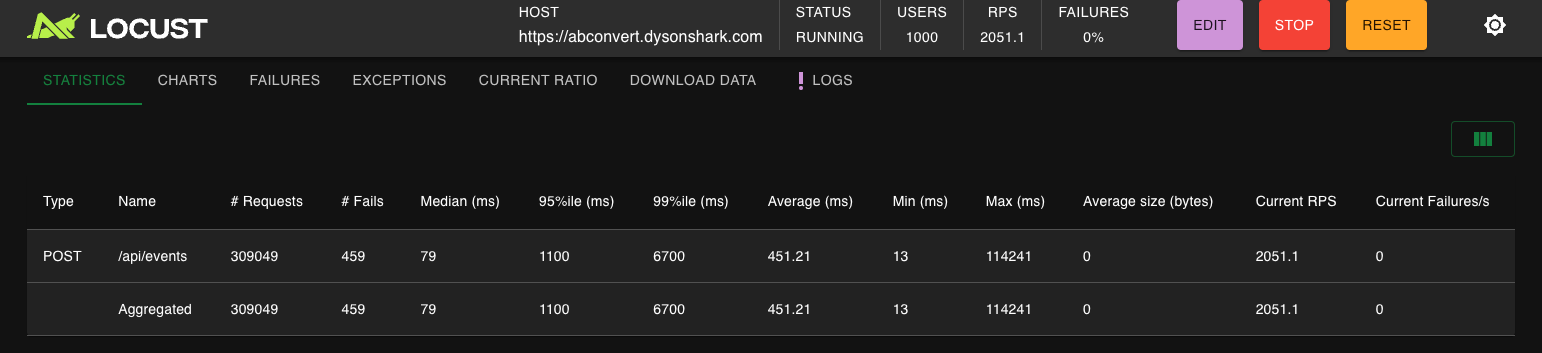 LOCUST
HOST
https://abconvert.dysonshark.com
STATUS
RUNNING
USERS
1000
RPS
2051.1
FAILURES
0%
EDIT
STOP
RESET
STATISTICS CHARTS FAILURES EXCEPTIONS CURRENT RATIO DOWNLOAD DATA ! LOGS
Type Name # Requests # Fails Median (ms) 95%ile (ms) 99%ile (ms) Average (ms) Min (ms) Max (ms) Average size (bytes) Current RPS Current Failures/s
POST /api/events 309049 459 79 1100 6700 451.21 13 114241 0 2051.1 0
Aggregated 309049 459 79 1100 6700 451.21 13 114241 0 2051.1 0